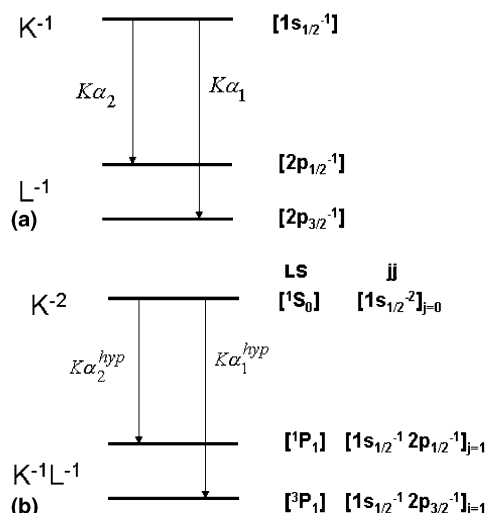 K⁻¹ [1s₁/₂⁻¹]
Kα₂ Kα₁
[2p₁/₂⁻¹]
L⁻¹
(a) [2p₃/₂⁻¹]
LS jj
K⁻² [¹S₀] [1s₁/₂⁻²]ⱼ₌₀
Kα₂ʰʸᵖ Kα₁ʰʸᵖ
[¹P₁] [1s₁/₂⁻¹ 2p₁/₂⁻¹]ⱼ₌₁
K⁻¹L⁻¹
(b) [³P₁] [1s₁/₂⁻¹ 2p₃/₂⁻¹]ⱼ₌₁